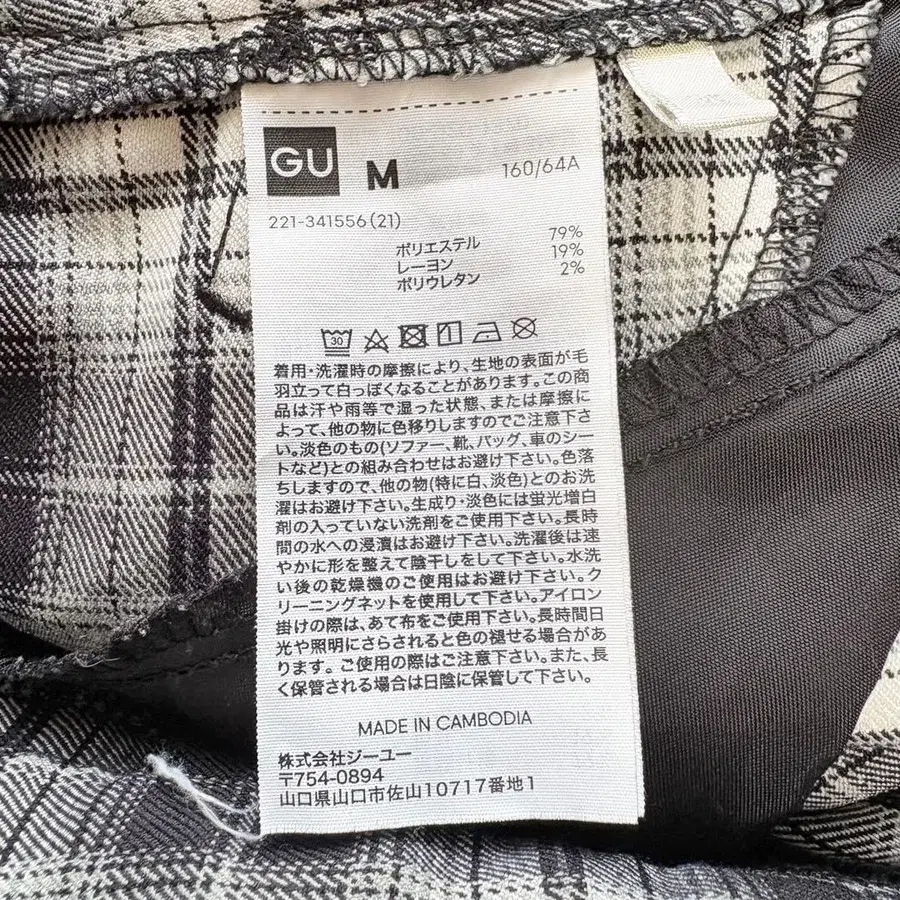 GU M 160/64A
221-341556(21)
ポリエステル 79%
レーヨン 19%
ポリウレタン 2%
30
着用・洗濯時の摩擦により、生地の表面が毛
羽立って白っぽくなることがあります。この商
品は汗や雨等で湿った状態、または摩擦に
よって、他の物に色移りしますのでご注意下さ
い。淡色のもの(ソファー、靴、バッグ、車のシー
トなど)との組み合わせはお避け下さい。色落
ちしますので、他の物(特に白、淡色)とのお洗
濯はお避け下さい。生成り・淡色には蛍光増白
剤の入っていない洗剤をご使用下さい。長時
間の水への浸漬はお避け下さい。洗濯後は速
やかに形を整えて陰干しをして下さい。水洗
い後の乾燥機のご使用はお避け下さい。ク
リーニングネットを使用して下さい。アイロン
掛けの際は、あて布をご使用下さい。長時間日
光や照明にさらされると色の褪せる場合があ
ります。ご使用の際はご注意下さい。また、長
く保管される場合は日陰に保管して下さい。
MADE IN CAMBODIA
株式会社ジーユー
〒754-0894
山口県山口市佐山10717番地1